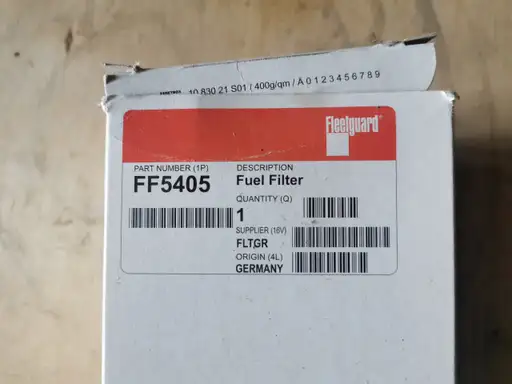 10 830 21 S01 / 400g/qm / A 0 1 2 3 4 5 6 7 8 9
Fleetguard
PART NUMBER (1P)
FF5405
DESCRIPTION
Fuel Filter
QUANTITY (Q)
1
SUPPLIER (16V)
FLTGR
ORIGIN (4L)
GERMANY